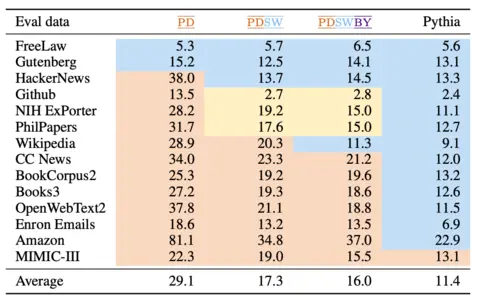 Eval data PD PDSW PDSWBY Pythia
FreeLaw 5.3 5.7 6.5 5.6
Gutenberg 15.2 12.5 14.1 13.1
HackerNews 38.0 13.7 14.5 13.3
Github 13.5 2.7 2.8 2.4
NIH ExPorter 28.2 19.2 15.0 11.1
PhilPapers 31.7 17.6 15.0 12.7
Wikipedia 28.9 20.3 11.3 9.1
CC News 34.0 23.3 21.2 12.0
BookCorpus2 25.3 19.2 19.6 13.2
Books3 27.2 19.3 18.6 12.6
OpenWebText2 37.8 21.1 18.8 11.5
Enron Emails 18.6 13.2 13.5 6.9
Amazon 81.1 34.8 37.0 22.9
MIMIC-III 22.3 19.0 15.5 13.1
Average 29.1 17.3 16.0 11.4